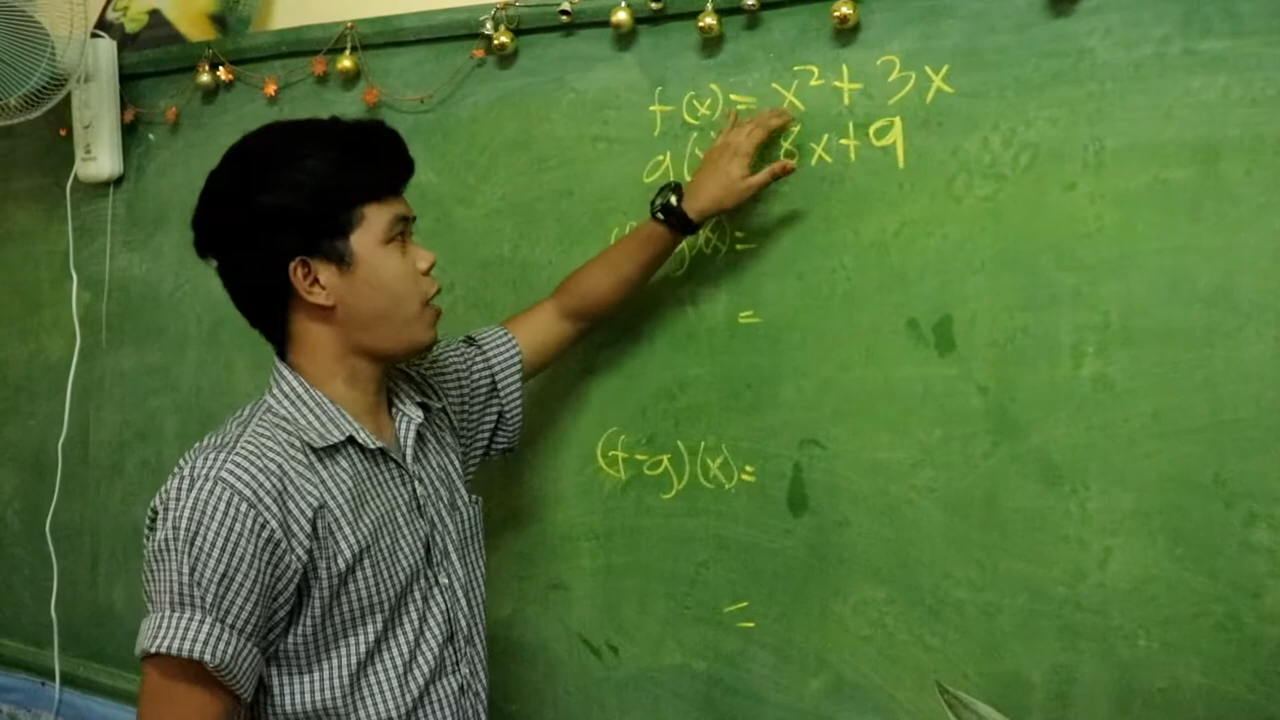 f(x) = x² + 3x
g( 8x+9
g)(x) =
=
(f-g)(x) =
=